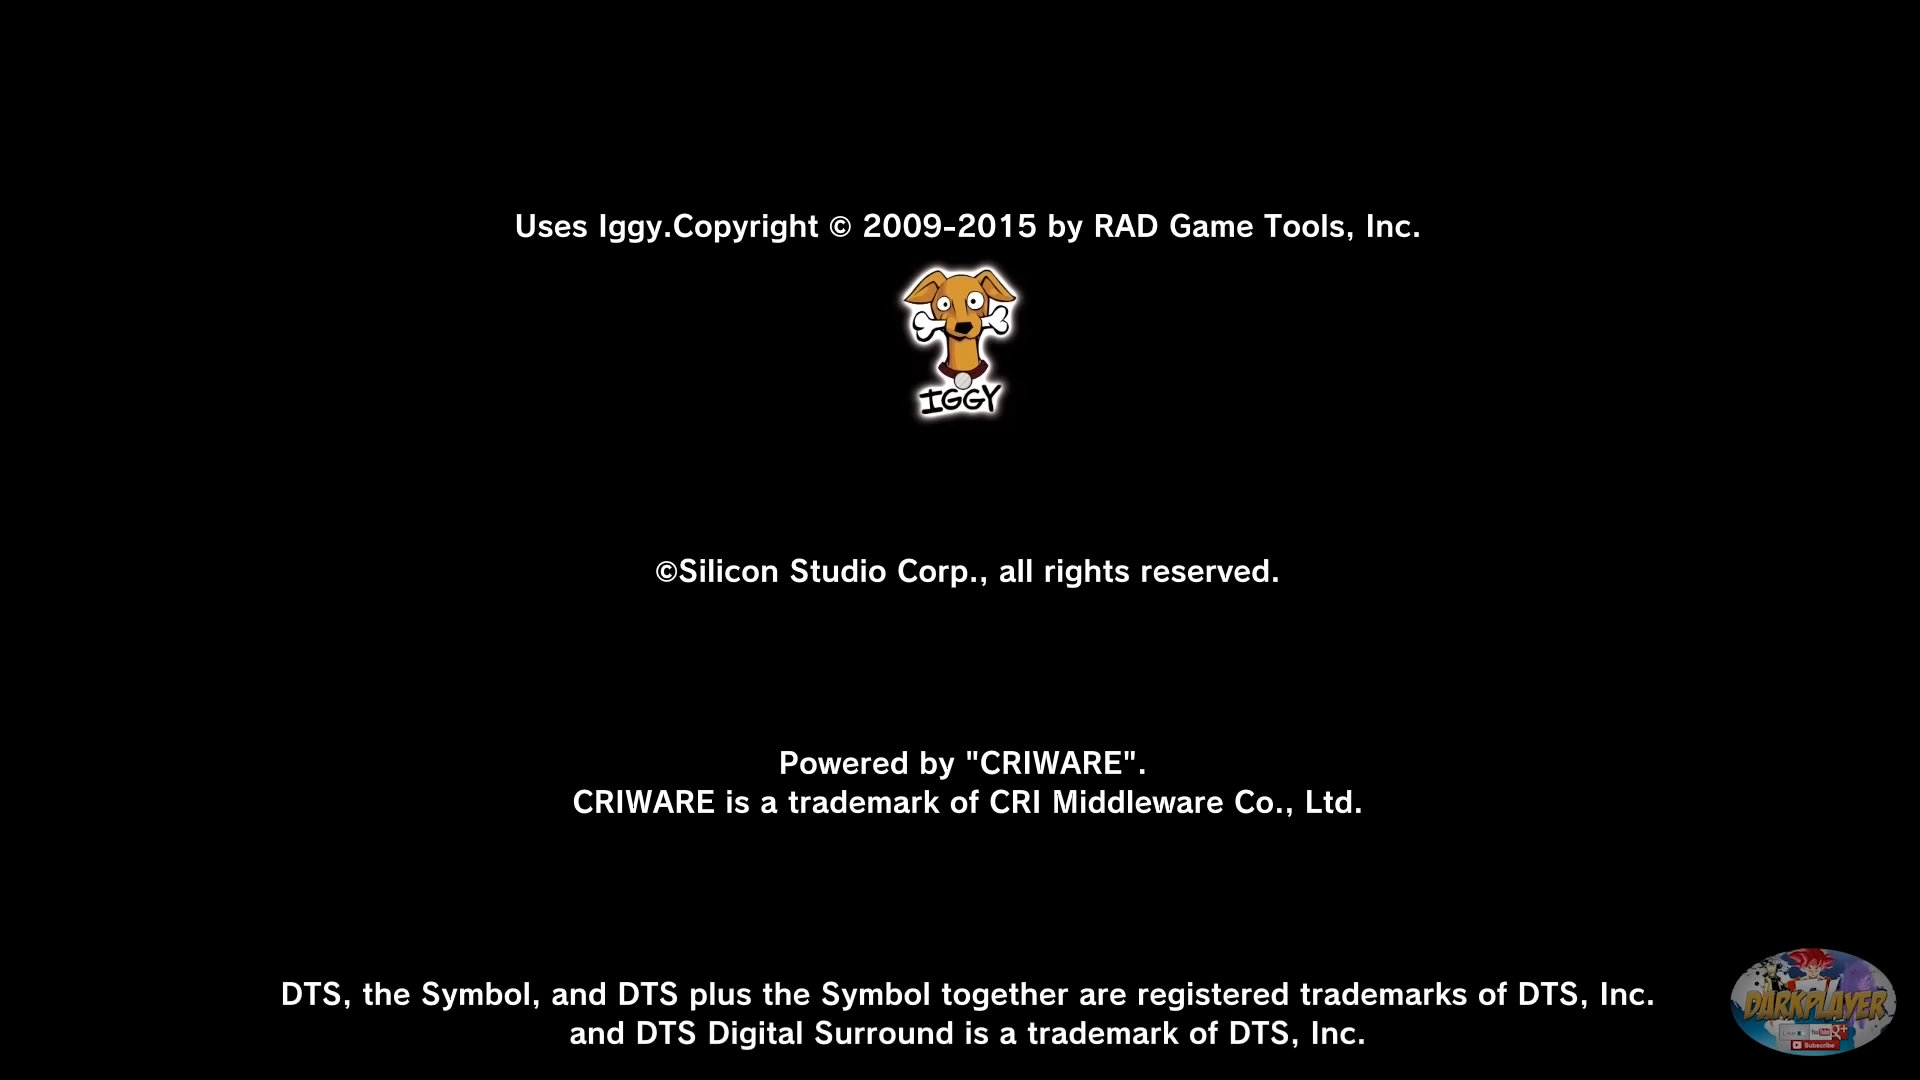 Uses Iggy.Copyright © 2009-2015 by RAD Game Tools, Inc.
IGGY
©Silicon Studio Corp., all rights reserved.
Powered by "CRIWARE".
CRIWARE is a trademark of CRI Middleware Co., Ltd.
DTS, the Symbol, and DTS plus the Symbol together are registered trademarks of DTS, Inc.
and DTS Digital Surround is a trademark of DTS, Inc.
DARKPLAYER
Subscribe